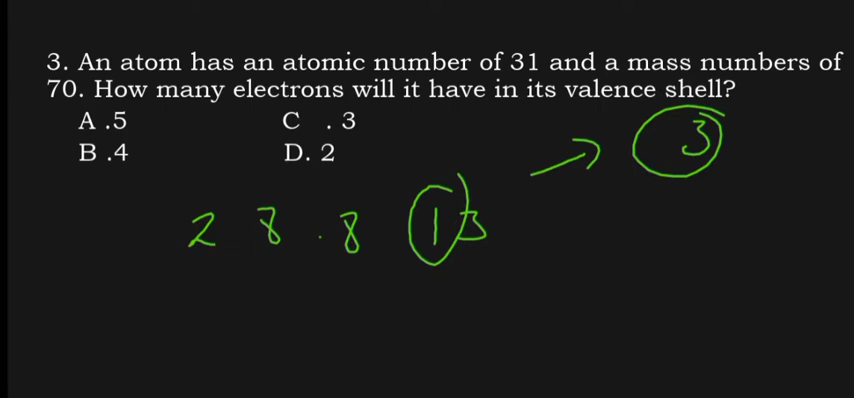 3. An atom has an atomic number of 31 and a mass numbers of
70. How many electrons will it have in its valence shell?
A .5 C . 3
B .4 D. 2
3
2 8 . 8 13